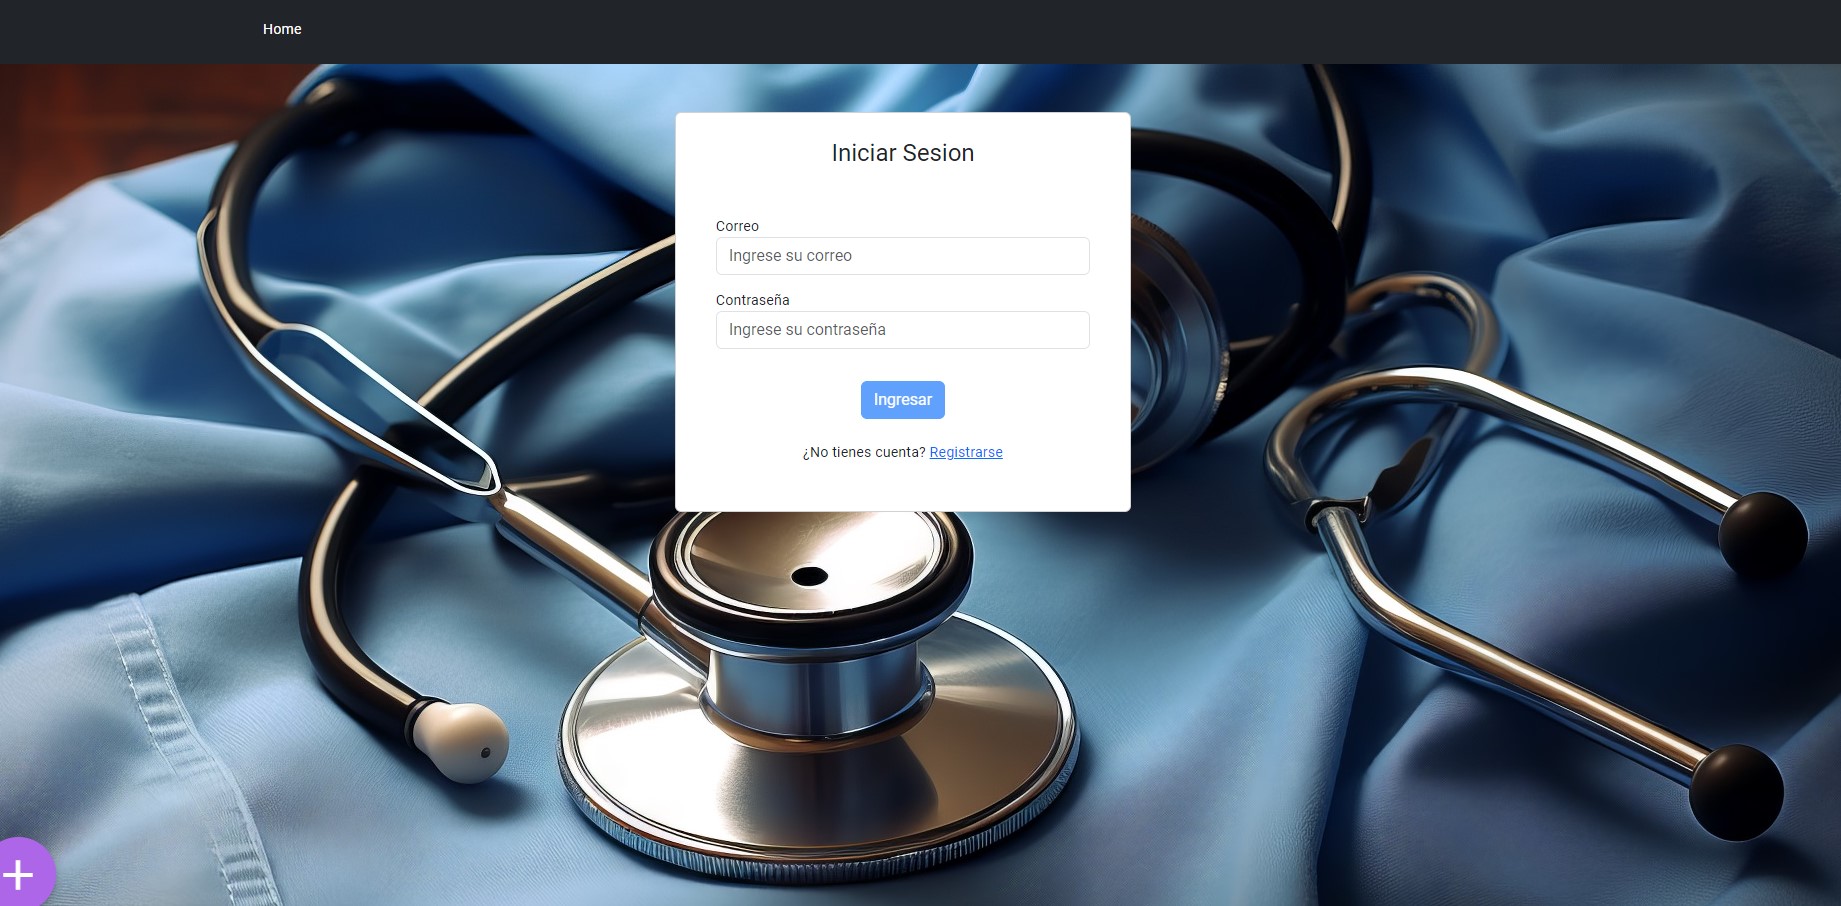 Home
Iniciar Sesion
Correo
Ingrese su correo
Contraseña
Ingrese su contraseña
Ingresar
¿No tienes cuenta? Registrarse